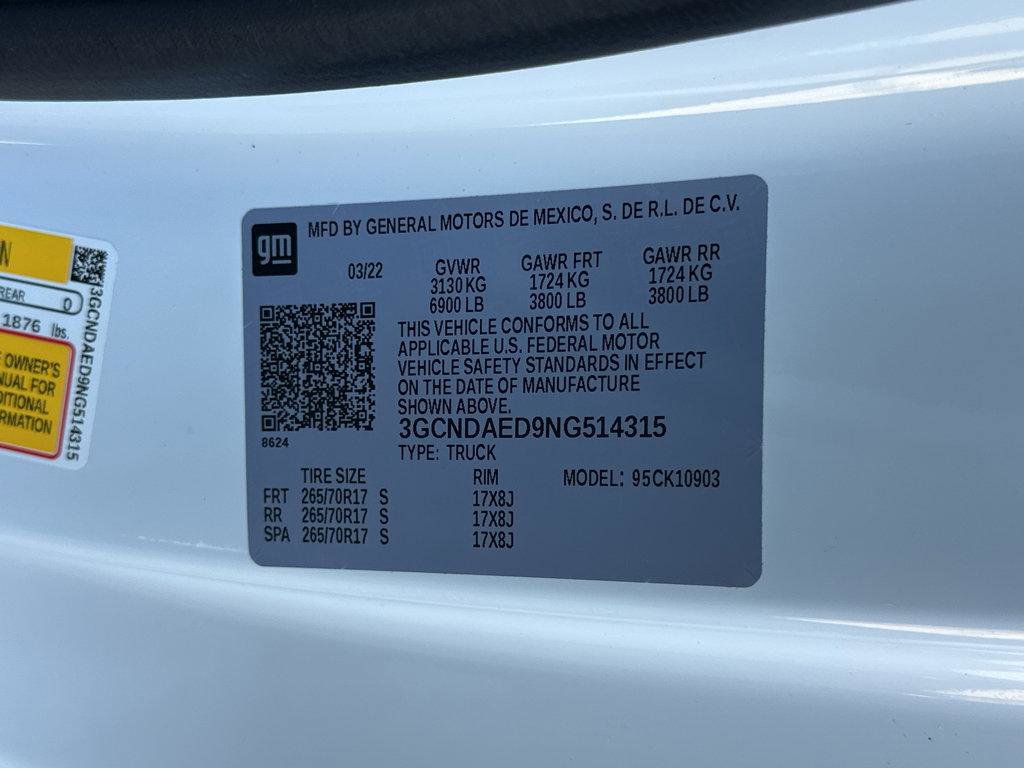 N
REAR 0
1876 lbs.
OWNER'S
FOR
3GCNDAED9NG514315
gm
MFD BY GENERAL MOTORS DE MEXICO, S. DE R.L. DE C.V.
03/22 GVWR GAWR FRT GAWR RR
3130 KG 1724 KG 1724 KG
6900 LB 3800 LB 3800 LB
THIS VEHICLE CONFORMS TO ALL
APPLICABLE U.S. FEDERAL MOTOR
VEHICLE SAFETY STANDARDS IN EFFECT
ON THE DATE OF MANUFACTURE
SHOWN ABOVE.
8624
3GCNDAED9NG514315
TYPE: TRUCK
TIRE SIZE RIM MODEL: 95CK10903
FRT 265/70R17 S 17X8J
RR 265/70R17 S 17X8J
SPA 265/70R17 S 17X8J